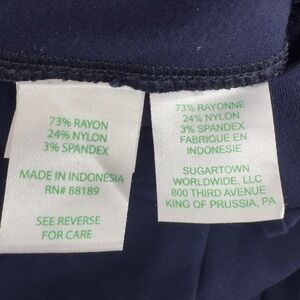 73% RAYON
24% NYLON
3% SPANDEX
MADE IN INDONESIA
RN# 88189
SEE REVERSE
FOR CARE
73% RAYONNE
24% NYLON
3% SPANDEX
FABRIQUE EN
INDONESIE
SUGARTOWN
WORLDWIDE, LLC
800 THIRD AVENUE
KING OF PRUSSIA, PA